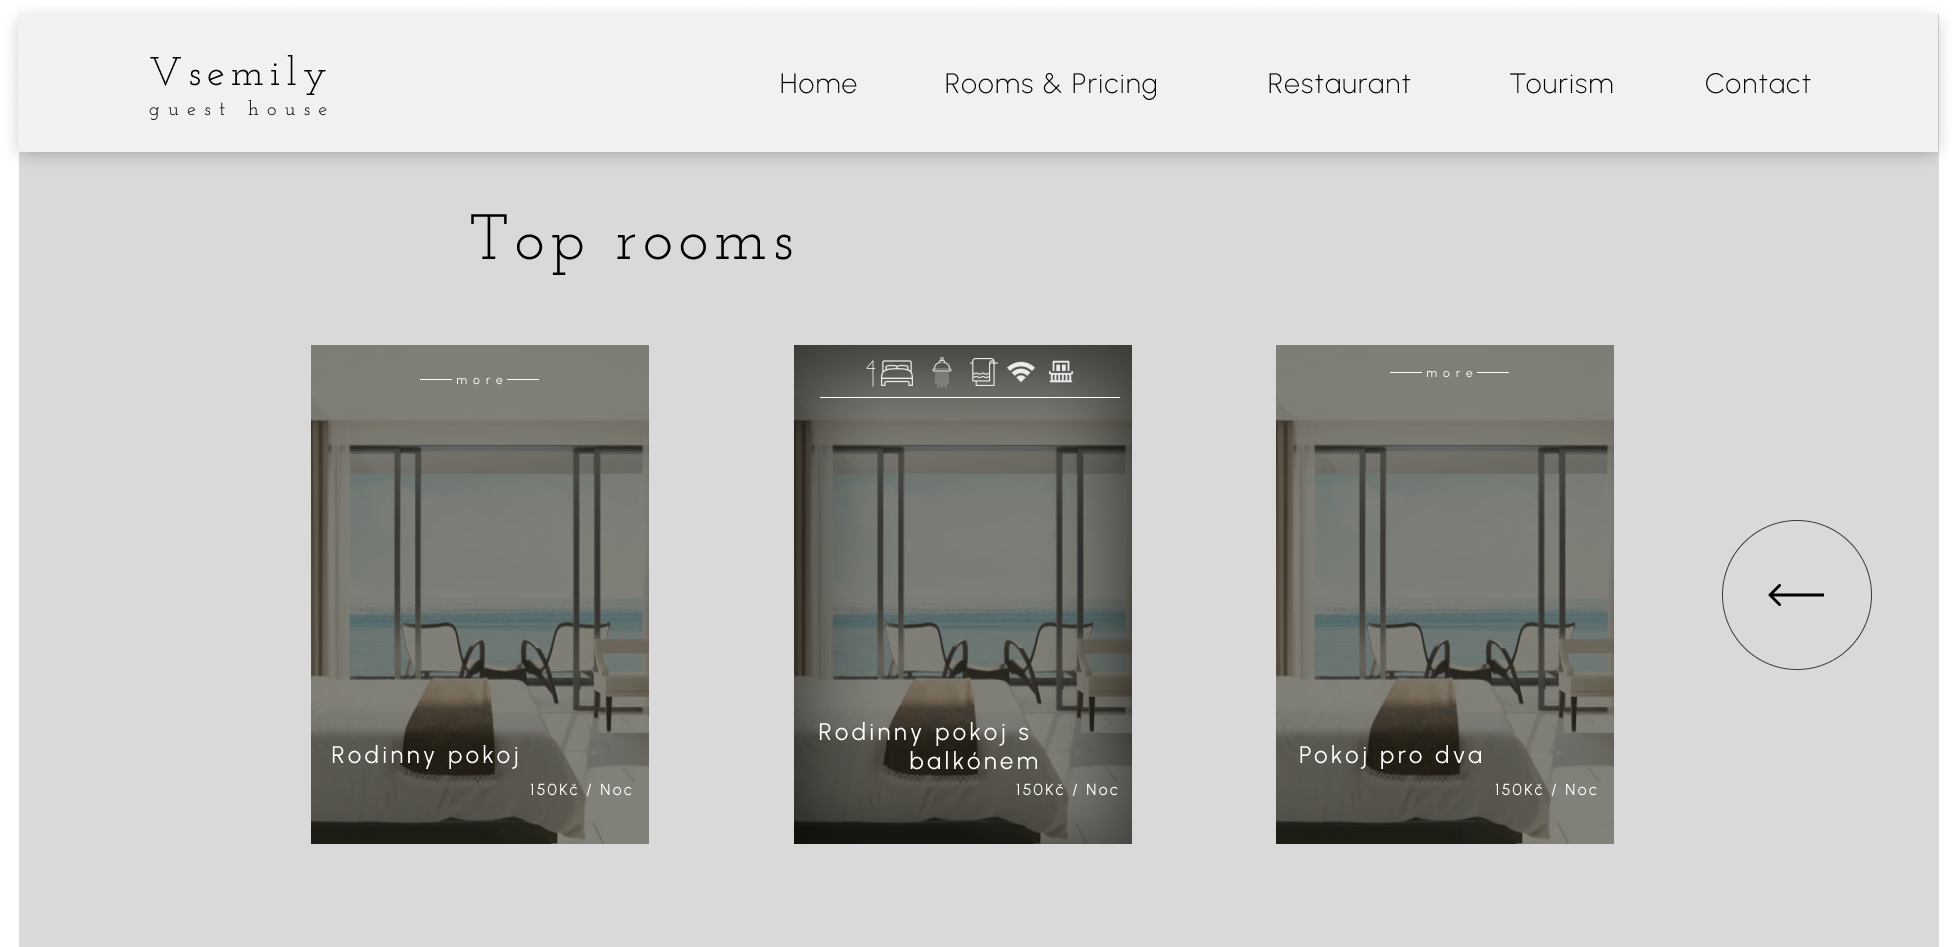 Vsemily
guest house
Home
Rooms & Pricing
Restaurant
Tourism
Contact
Top rooms
more
Rodinny pokoj
150Kč / Noc
4
Rodinny pokoj s
balkónem
150Kč / Noc
more
Pokoj pro dva
150Kč / Noc